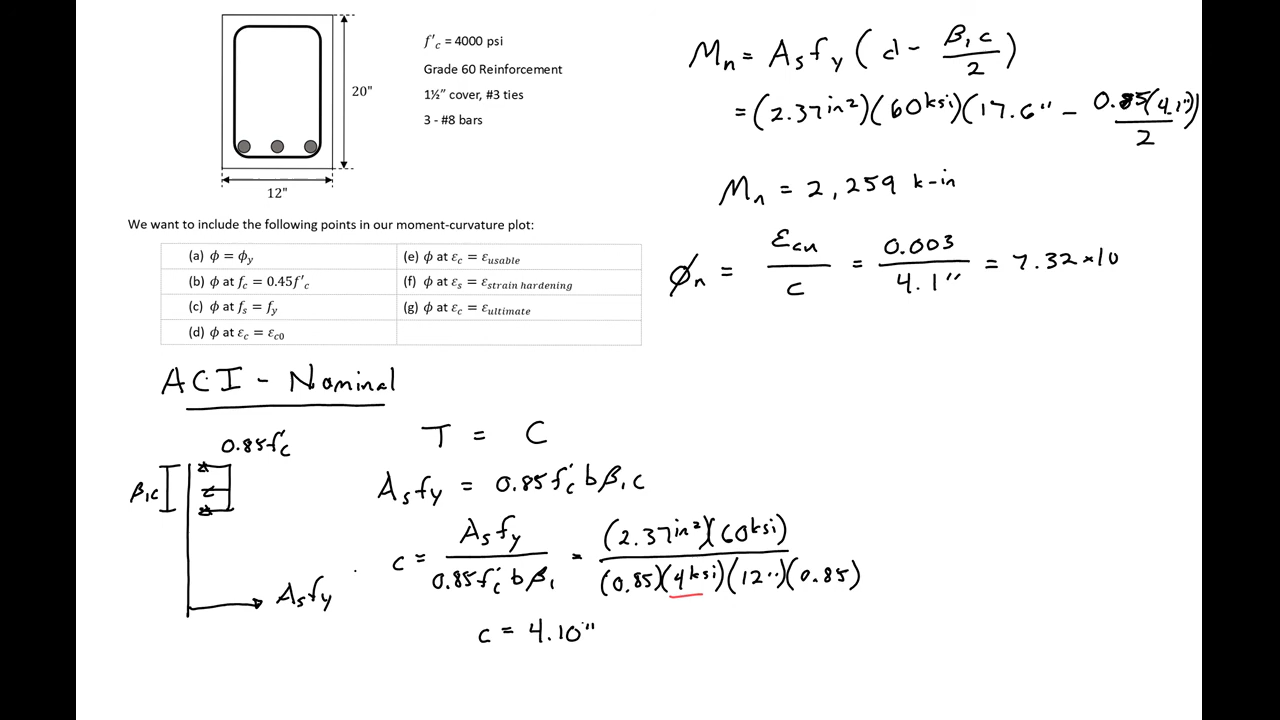 f'c = 4000 psi
Grade 60 Reinforcement
1½" cover, #3 ties
3 - #8 bars
20"
12"
We want to include the following points in our moment-curvature plot:
(a) ϕ = ϕy (e) ϕ at εc = εusable
(b) ϕ at fc = 0.45f'c (f) ϕ at εs = εstrain hardening
(c) ϕ at fs = fy (g) ϕ at εc = εultimate
(d) ϕ at εc = εc0
ACI - Nominal
0.85f'c
β1c
Asfy
T = C
Asfy = 0.85f'c b β1c
c = Asfy / 0.85f'c b β1 = (2.37in²)(60ksi) / (0.85)(4ksi)(12")(0.85)
c = 4.10"
Mn = Asfy ( d - β1c / 2 )
= (2.37in²)(60ksi)(17.6" - 0.85(4.1") / 2 )
Mn = 2,259 k-in
ϕn = εcu / c = 0.003 / 4.1" = 7.32×10